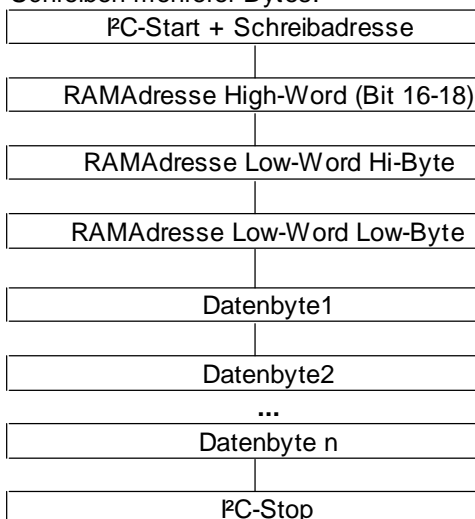 Schreiben mehrerer Bytes:
I²C-Start + Schreibadresse
RAMAdresse High-Word (Bit 16-18)
RAMAdresse Low-Word Hi-Byte
RAMAdresse Low-Word Low-Byte
Datenbyte1
Datenbyte2
...
Datenbyte n
I²C-Stop